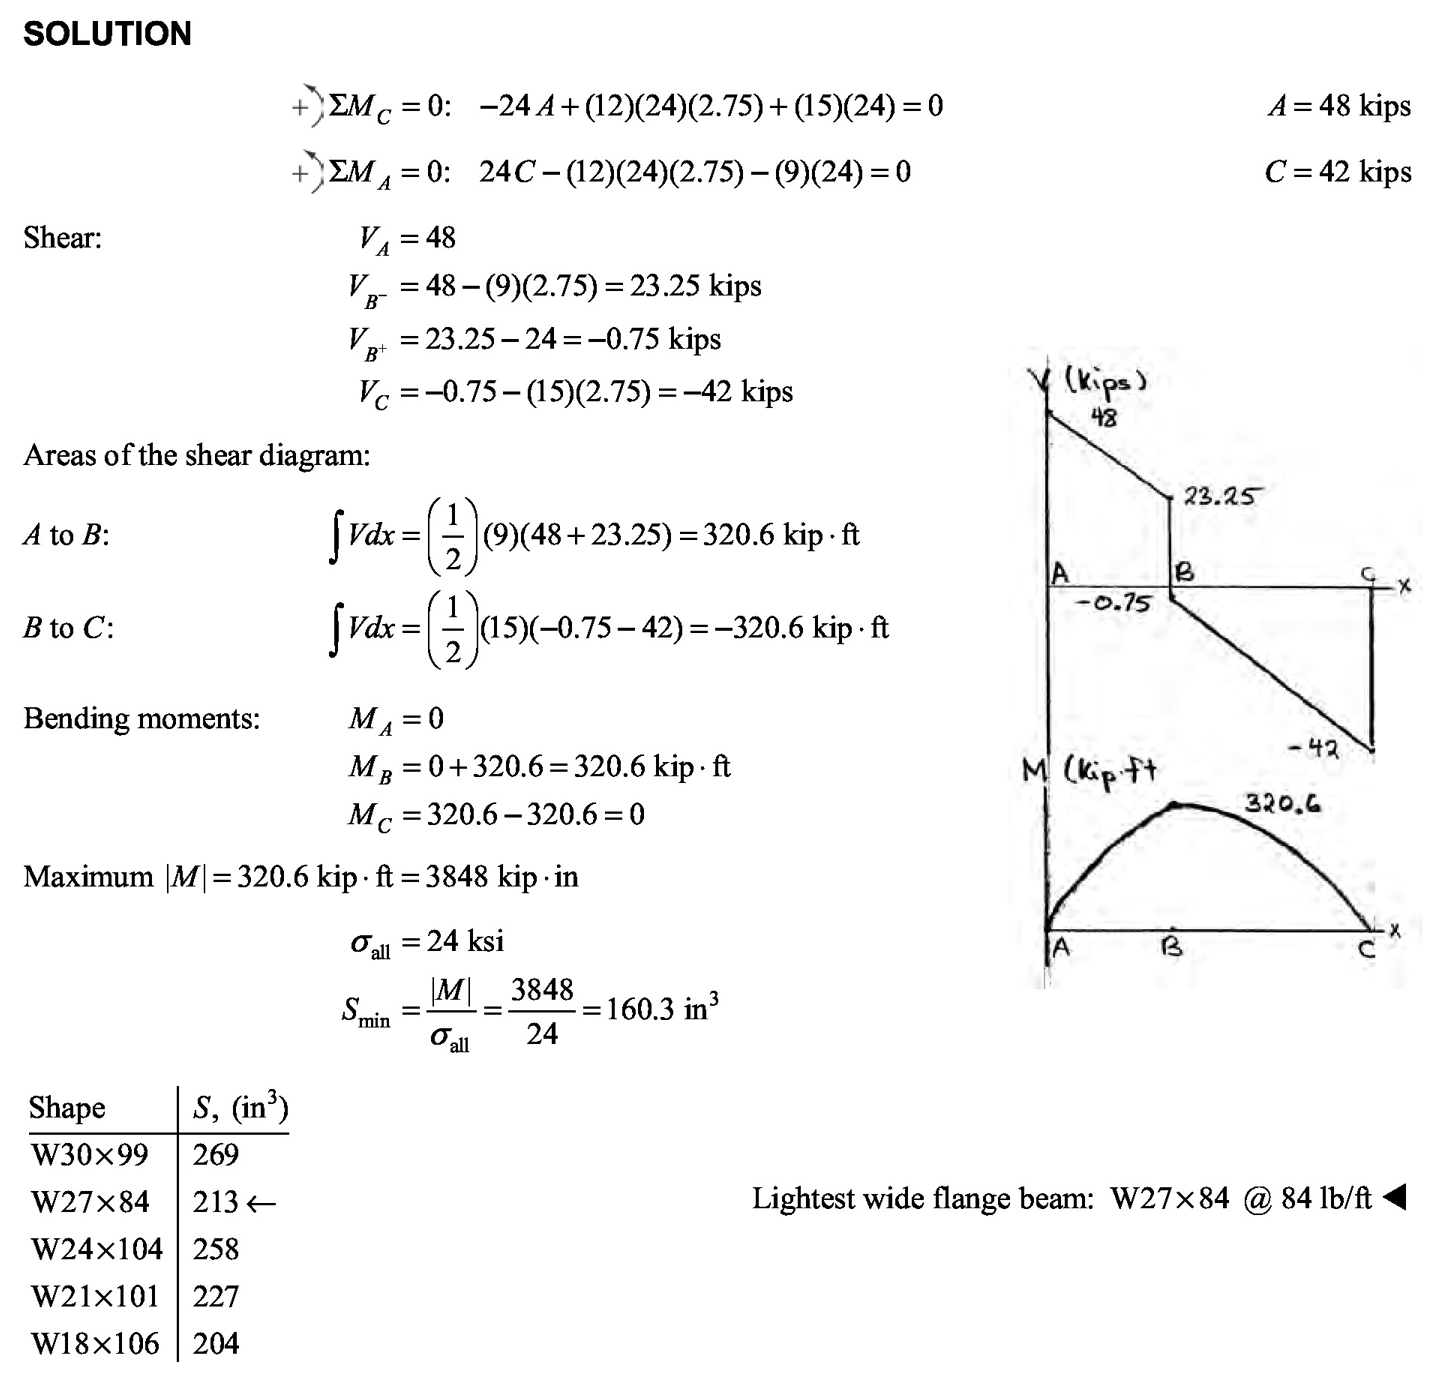 SOLUTION
+) ΣM_C = 0: −24A + (12)(24)(2.75) + (15)(24) = 0 A = 48 kips
+) ΣM_A = 0: 24C − (12)(24)(2.75) − (9)(24) = 0 C = 42 kips
Shear: V_A = 48
V_B⁻ = 48 − (9)(2.75) = 23.25 kips
V_B⁺ = 23.25 − 24 = −0.75 kips
V_C = −0.75 − (15)(2.75) = −42 kips
Areas of the shear diagram:
A to B: ∫Vdx = (1/2)(9)(48 + 23.25) = 320.6 kip · ft
B to C: ∫Vdx = (1/2)(15)(−0.75 − 42) = −320.6 kip · ft
Bending moments: M_A = 0
M_B = 0 + 320.6 = 320.6 kip · ft
M_C = 320.6 − 320.6 = 0
Maximum |M| = 320.6 kip · ft = 3848 kip · in
σ_all = 24 ksi
S_min = |M|/σ_all = 3848/24 = 160.3 in³
V (kips)
48
23.25
A B C x
−0.75
−42
M (kip·ft
320.6
x
A B C
Shape S, (in³)
W30×99 269
W27×84 213 ←
W24×104 258
W21×101 227
W18×106 204
Lightest wide flange beam: W27×84 @ 84 lb/ft ◀